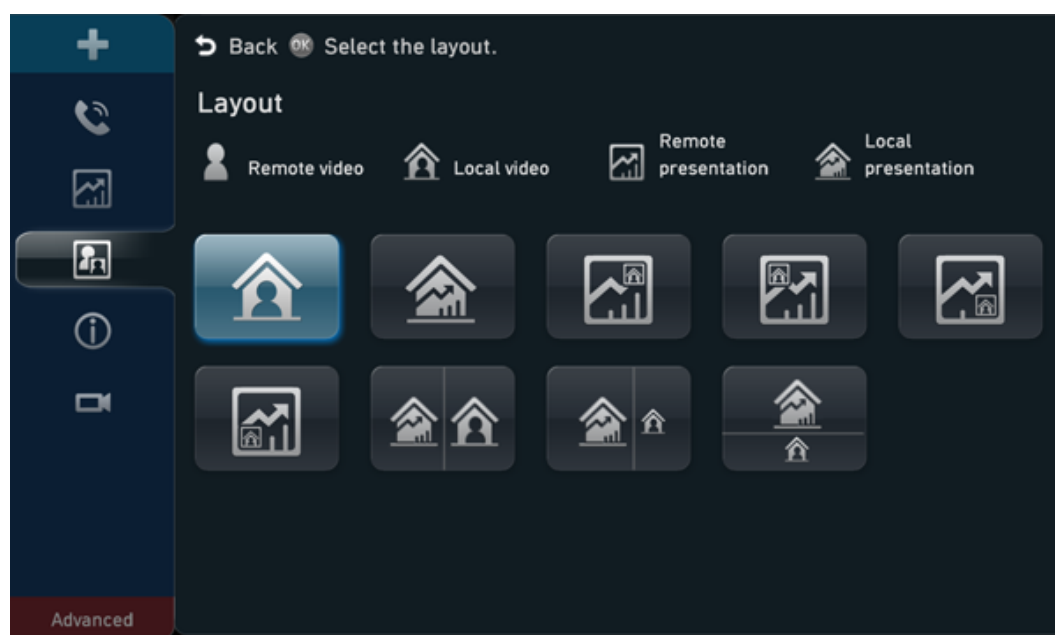 Back OK Select the layout.
Layout
Remote video
Local video
Remote
presentation
Local
presentation
Advanced